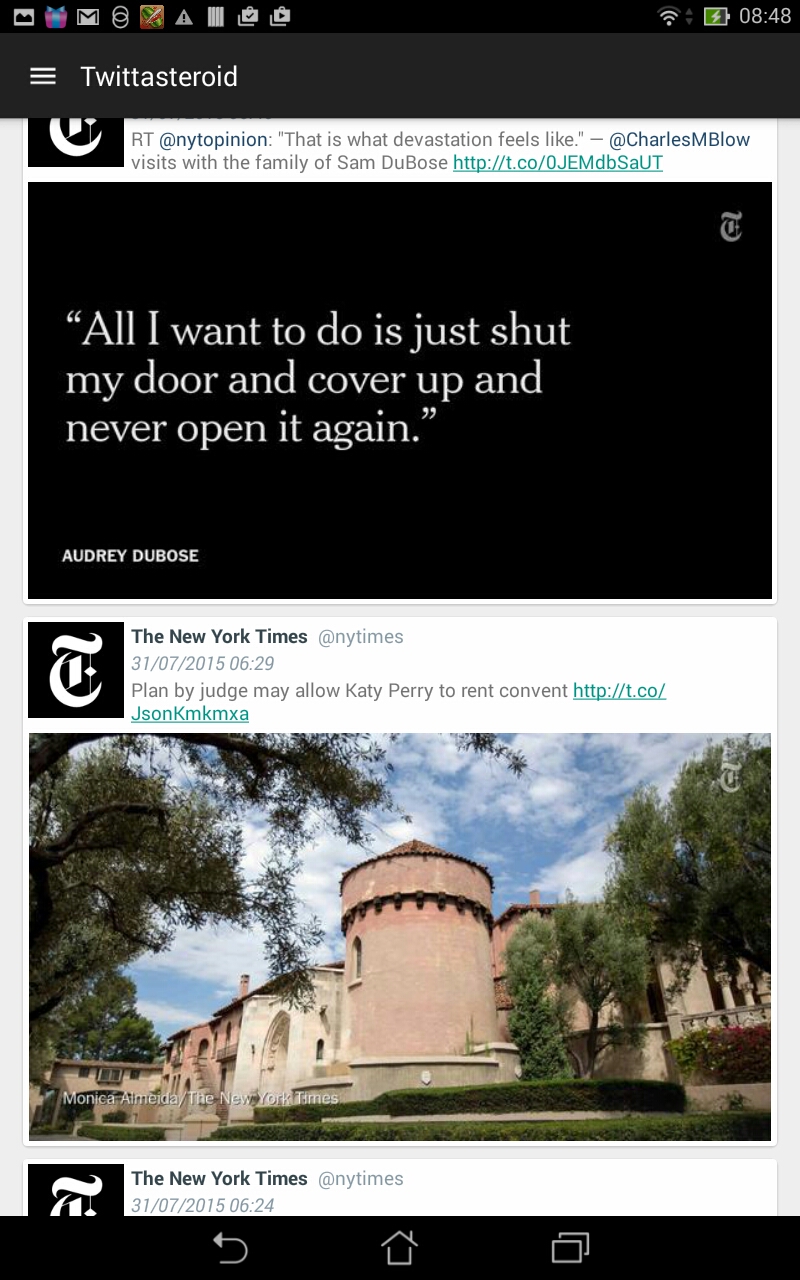 08:48
Twittasteroid
RT @nytopinion: "That is what devastation feels like." — @CharlesMBlow
visits with the family of Sam DuBose http://t.co/0JEMdbSaUT
“All I want to do is just shut
my door and cover up and
never open it again.”
AUDREY DUBOSE
The New York Times @nytimes
31/07/2015 06:29
Plan by judge may allow Katy Perry to rent convent http://t.co/
JsonKmkmxa
Monica Almeida/The New York Times
The New York Times @nytimes
31/07/2015 06:24